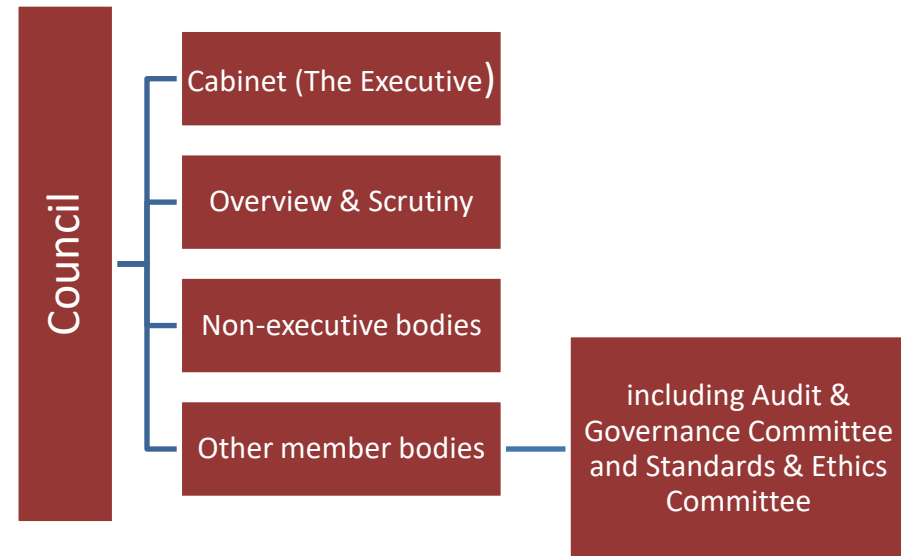 Council
Cabinet (The Executive)
Overview & Scrutiny
Non-executive bodies
Other member bodies
including Audit &
Governance Committee
and Standards & Ethics
Committee